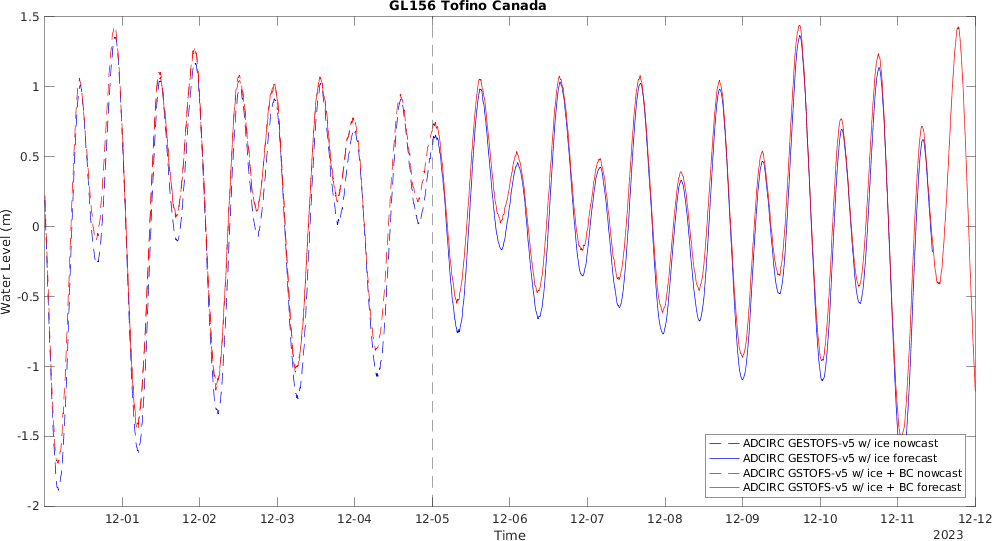 GL156 Tofino Canada
1.5
1
0.5
0
-0.5
-1
-1.5
-2
Water Level (m)
12-01 12-02 12-03 12-04 12-05 12-06 12-07 12-08 12-09 12-10 12-11 12-12
Time
2023
ADCIRC GESTOFS-v5 w/ ice nowcast
ADCIRC GESTOFS-v5 w/ ice forecast
ADCIRC GSTOFS-v5 w/ ice + BC nowcast
ADCIRC GSTOFS-v5 w/ ice + BC forecast